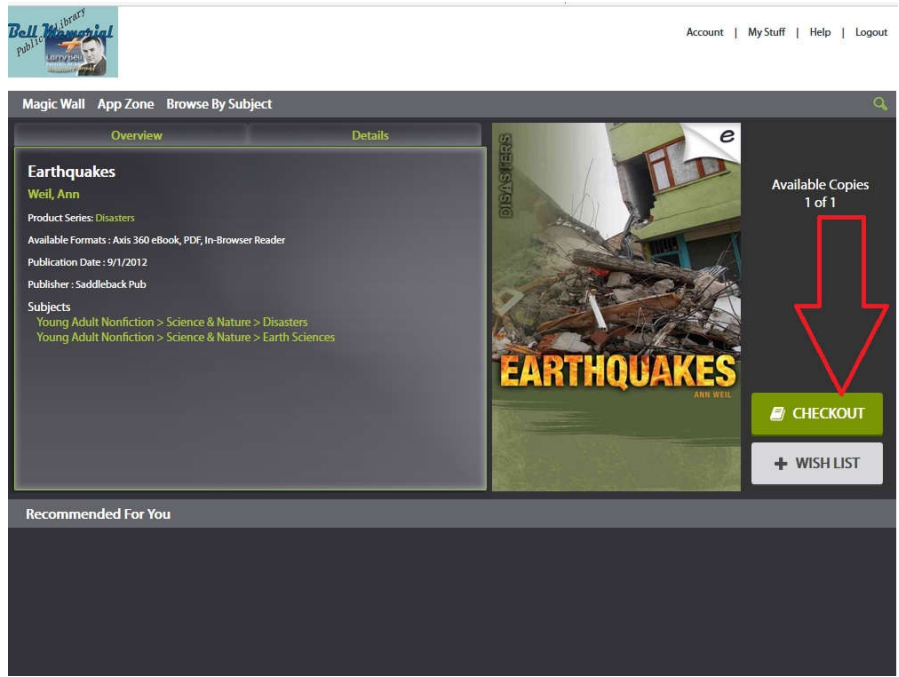 Bell Memorial
Public Library
Larry Bell
Account | My Stuff | Help | Logout
Magic Wall App Zone Browse By Subject
Overview Details
Earthquakes
Weil, Ann
Product Series: Disasters
Available Formats : Axis 360 eBook, PDF, In-Browser Reader
Publication Date : 9/1/2012
Publisher : Saddleback Pub
Subjects
Young Adult Nonfiction > Science & Nature > Disasters
Young Adult Nonfiction > Science & Nature > Earth Sciences
DISASTERS
e
EARTHQUAKES
ANN WEIL
Available Copies
1 of 1
CHECKOUT
+ WISH LIST
Recommended For You